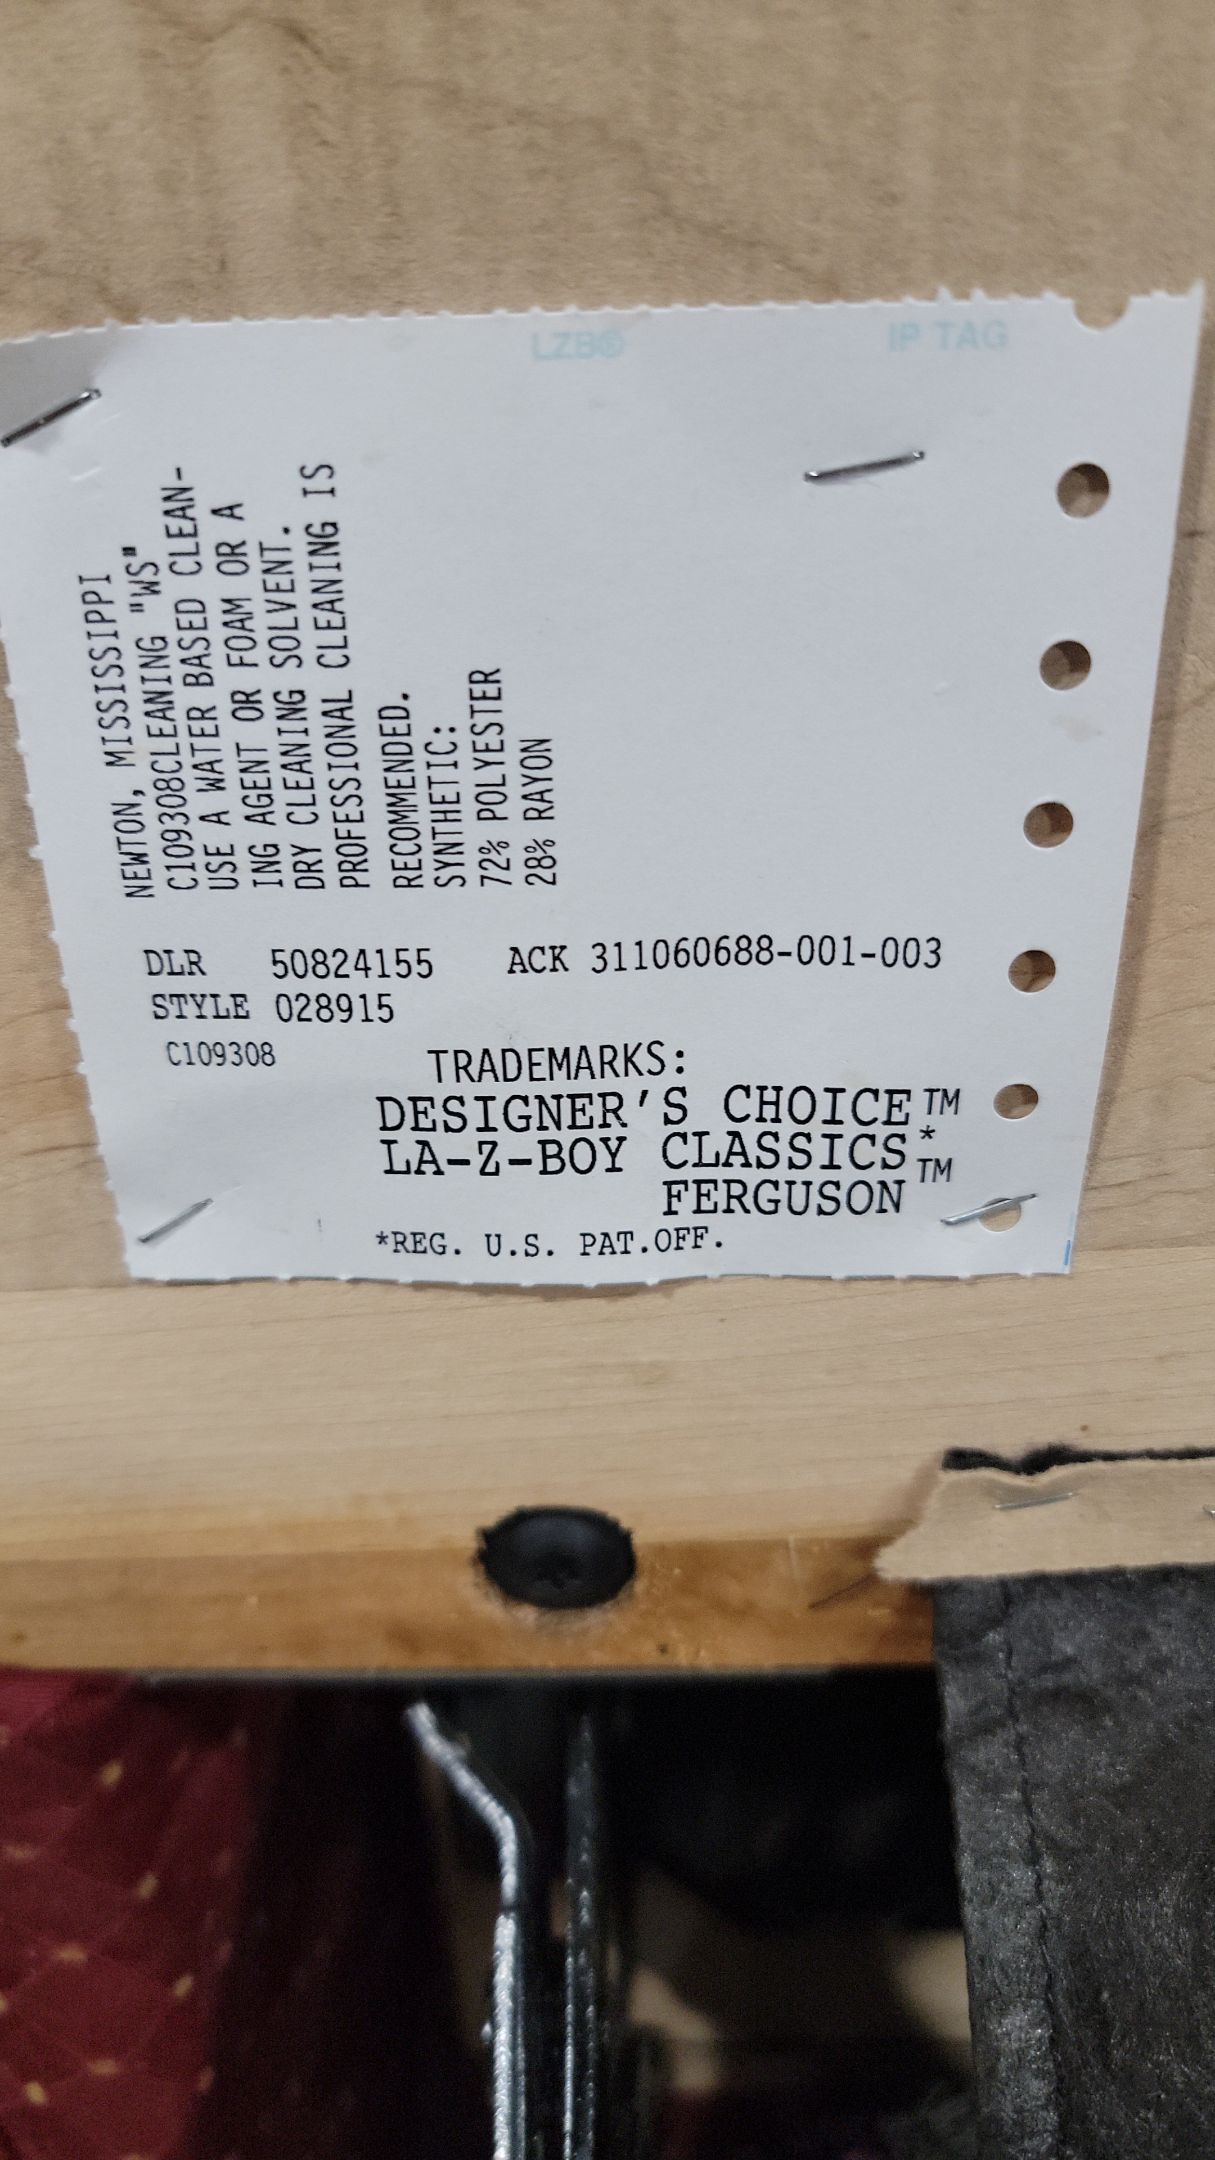 LZB® IP TAG
NEWTON, MISSISSIPPI
C109308CLEANING "WS"
USE A WATER BASED CLEAN-
ING AGENT OR FOAM OR A
DRY CLEANING SOLVENT.
PROFESSIONAL CLEANING IS
RECOMMENDED.
SYNTHETIC:
72% POLYESTER
28% RAYON
DLR 50824155 ACK 311060688-001-003
STYLE 028915
C109308
TRADEMARKS:
DESIGNER'S CHOICE™
LA-Z-BOY CLASSICS*
FERGUSON™
*REG. U.S. PAT.OFF.